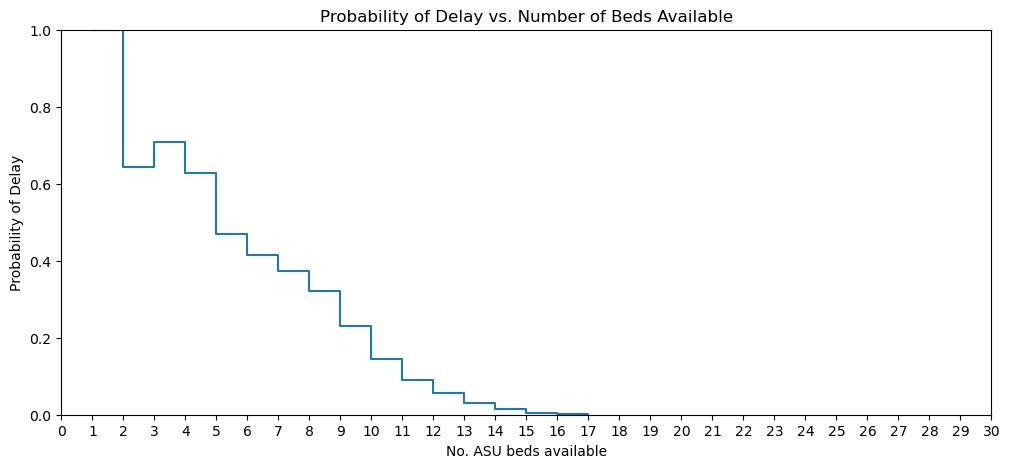 Probability of Delay vs. Number of Beds Available
1.0
0.8
0.6
0.4
0.2
0.0
Probability of Delay
0 1 2 3 4 5 6 7 8 9 10 11 12 13 14 15 16 17 18 19 20 21 22 23 24 25 26 27 28 29 30
No. ASU beds available